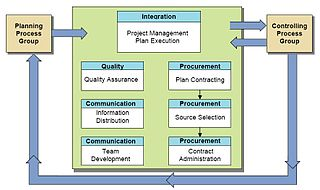 Planning
Process
Group
Integration
Project Management
Plan Execution
Controlling
Process
Group
Quality
Quality Assurance
Procurement
Plan Contracting
Communication
Information
Distribution
Procurement
Source Selection
Communication
Team
Development
Procurement
Contract
Administration